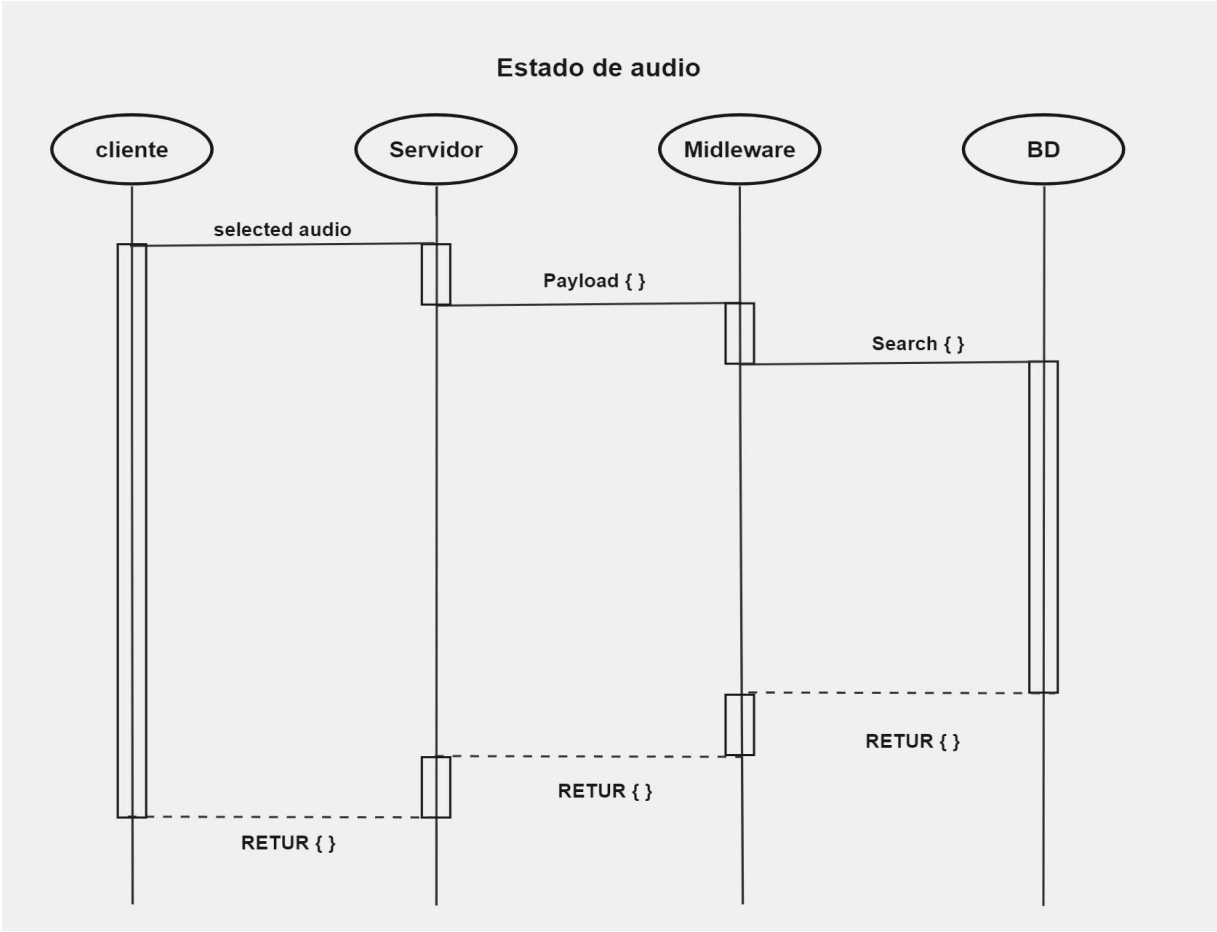 Estado de audio
cliente
Servidor
Midleware
BD
selected audio
Payload { }
Search { }
RETUR { }
RETUR { }
RETUR { }